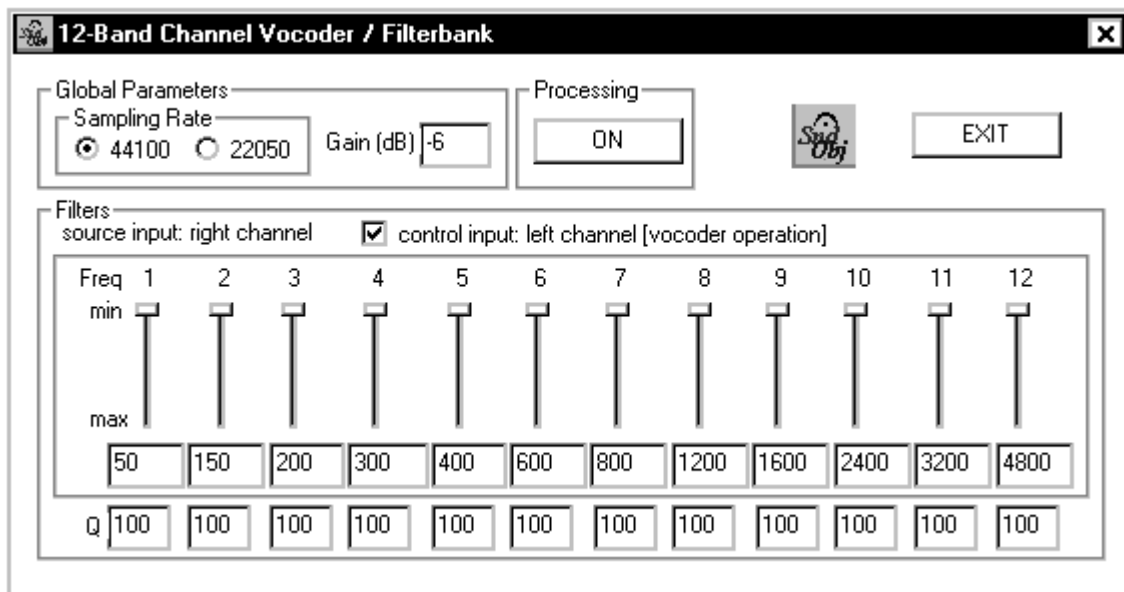 12-Band Channel Vocoder / Filterbank
Global Parameters
Sampling Rate
44100 22050
Gain (dB) -6
Processing
ON
Snd
Obj
EXIT
Filters
source input: right channel control input: left channel [vocoder operation]
Freq 1 2 3 4 5 6 7 8 9 10 11 12
min
max
50 150 200 300 400 600 800 1200 1600 2400 3200 4800
Q 100 100 100 100 100 100 100 100 100 100 100 100